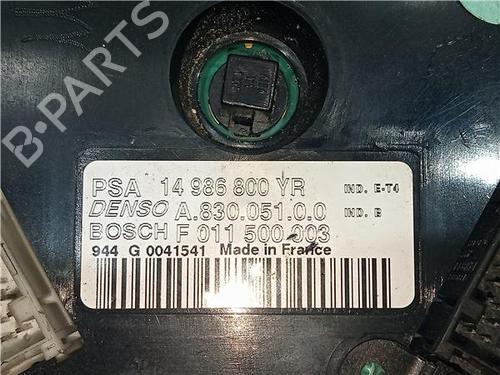 B-PARTS
PSA 14 986 800 YR IND. E-T4
DENSO A.830.051.0.0 IND. B
BOSCH F 011 500 003
944 G 0041541 Made in France